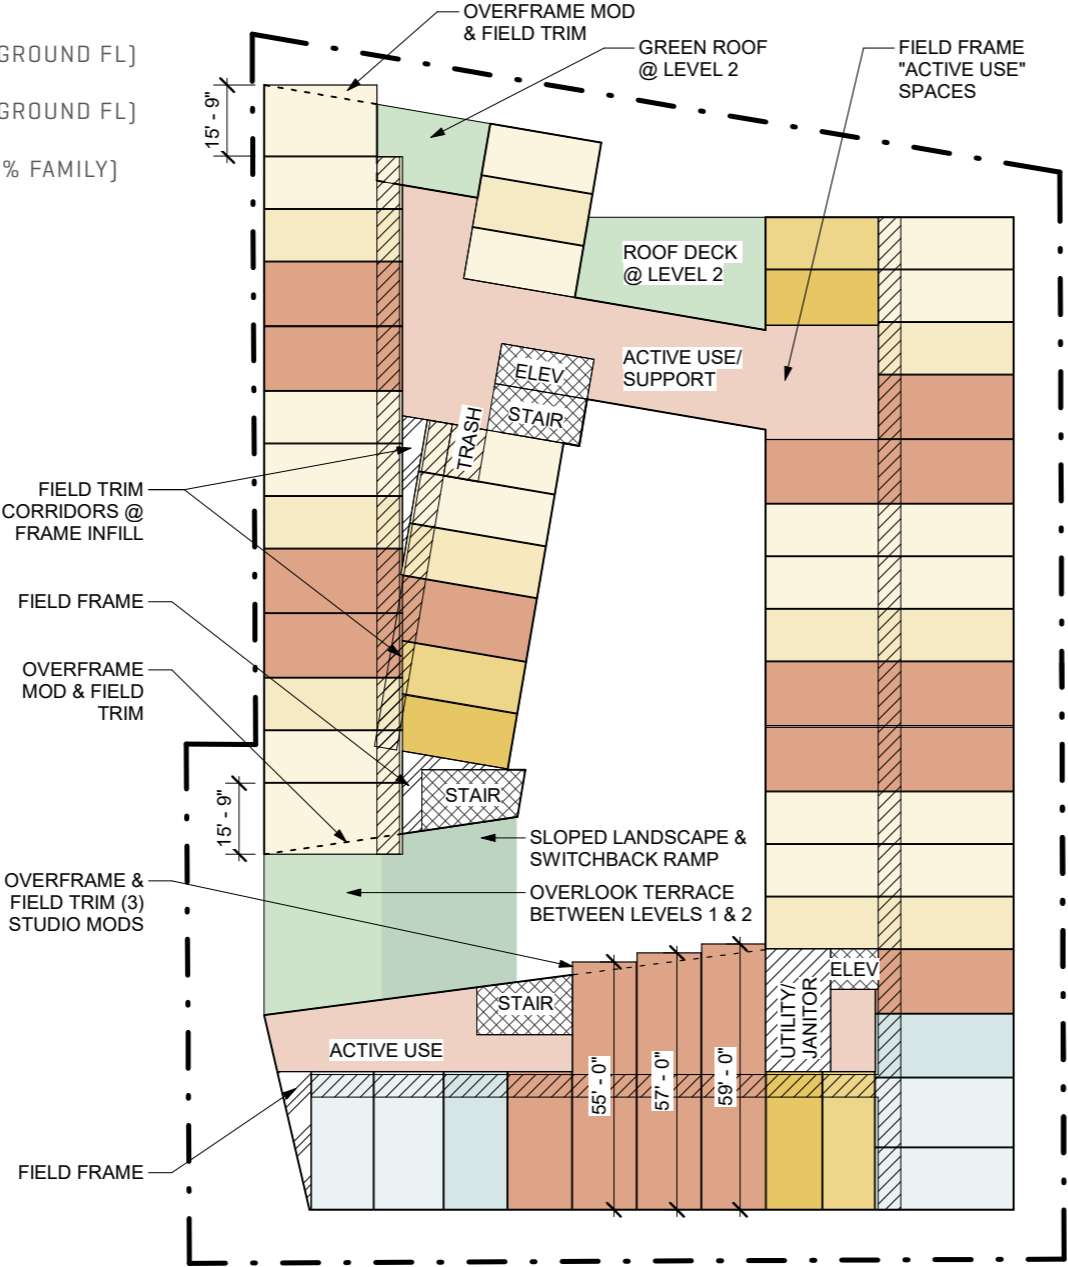 GROUND FL]
GROUND FL]
% FAMILY]
OVERFRAME MOD
& FIELD TRIM
GREEN ROOF
@ LEVEL 2
FIELD FRAME
"ACTIVE USE"
SPACES
15' - 9"
ROOF DECK
@ LEVEL 2
ACTIVE USE/
SUPPORT
ELEV
STAIR
TRASH
FIELD TRIM
CORRIDORS @
FRAME INFILL
FIELD FRAME
OVERFRAME
MOD & FIELD
TRIM
15' - 9"
STAIR
SLOPED LANDSCAPE &
SWITCHBACK RAMP
OVERLOOK TERRACE
BETWEEN LEVELS 1 & 2
OVERFRAME &
FIELD TRIM (3)
STUDIO MODS
STAIR
ELEV
UTILITY/
JANITOR
ACTIVE USE
55' - 0"
57' - 0"
59' - 0"
FIELD FRAME